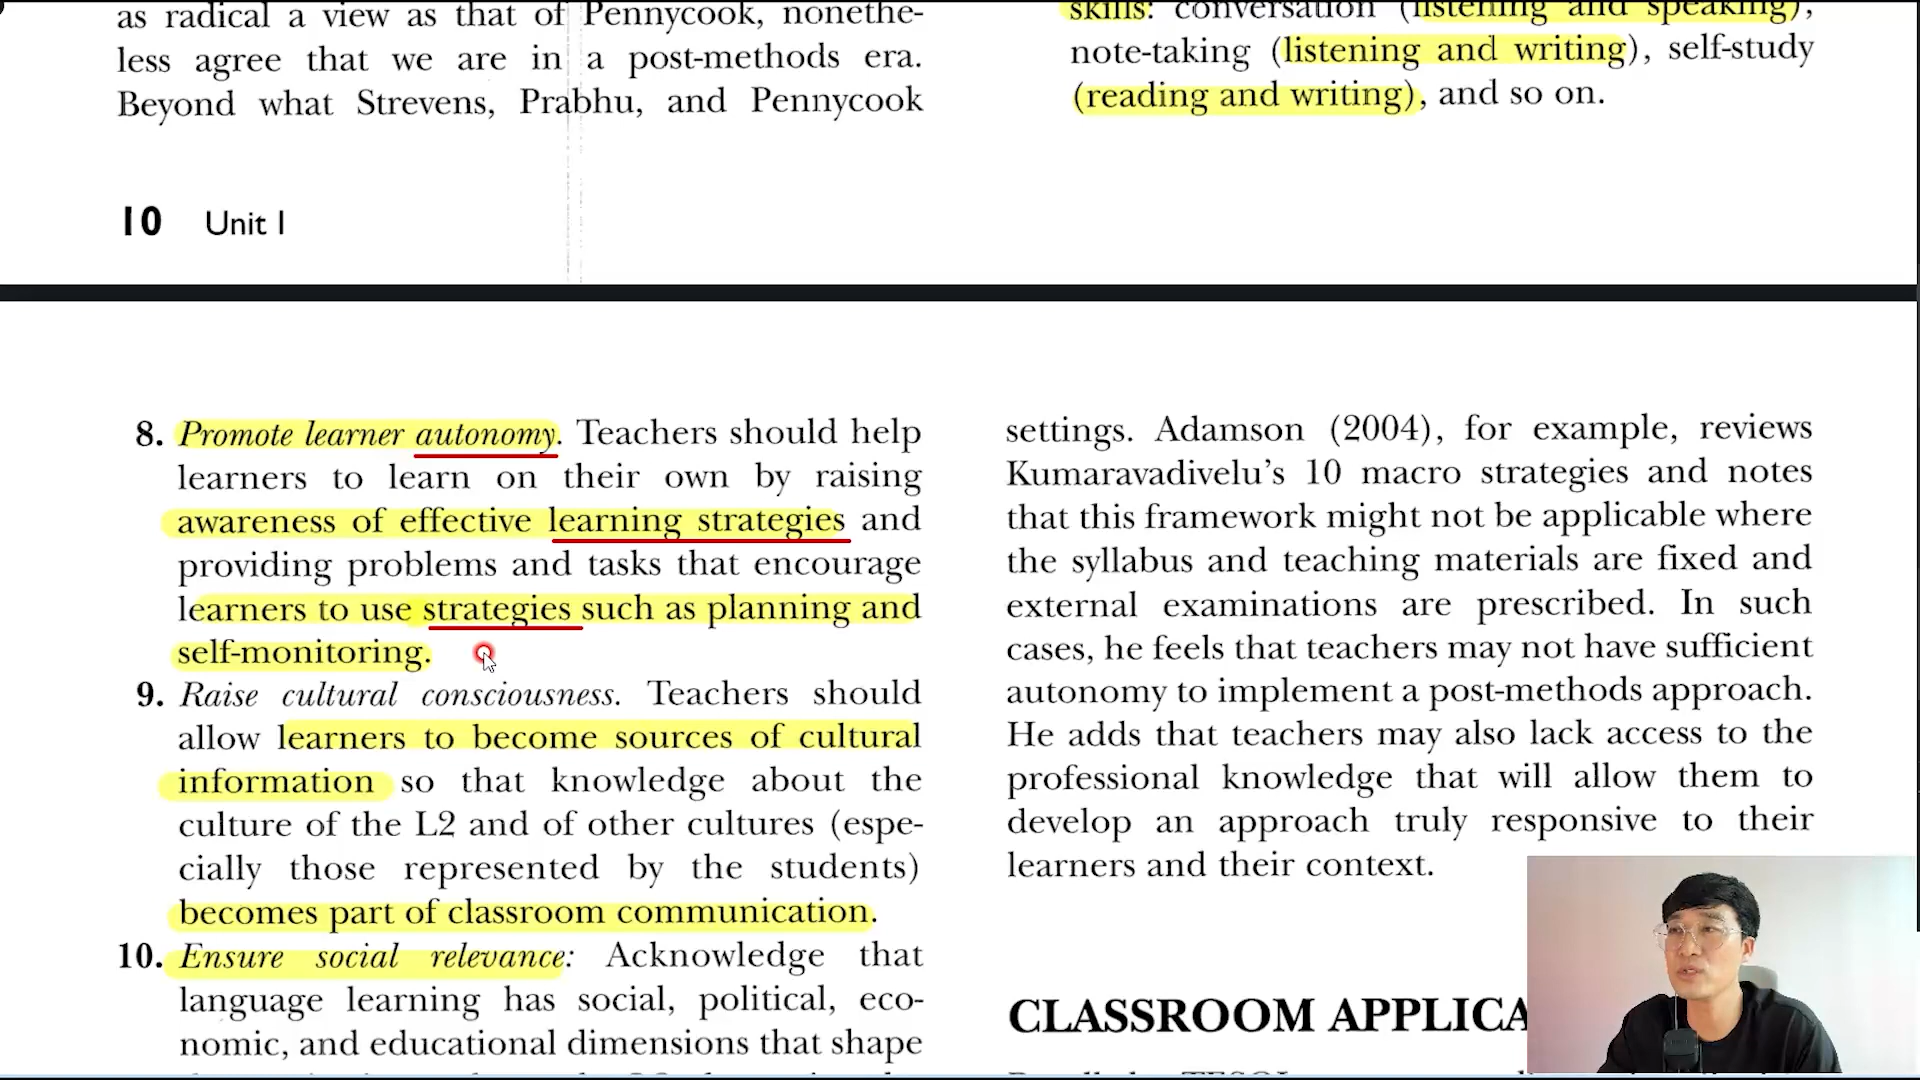 as radical a view as that of Pennycook, nonethe-
less agree that we are in a post-methods era.
Beyond what Strevens, Prabhu, and Pennycook
skills: conversation (listening and speaking),
note-taking (listening and writing), self-study
(reading and writing), and so on.
10 Unit I
8. Promote learner autonomy. Teachers should help
learners to learn on their own by raising
awareness of effective learning strategies and
providing problems and tasks that encourage
learners to use strategies such as planning and
self-monitoring.
9. Raise cultural consciousness. Teachers should
allow learners to become sources of cultural
information so that knowledge about the
culture of the L2 and of other cultures (espe-
cially those represented by the students)
becomes part of classroom communication.
10. Ensure social relevance: Acknowledge that
language learning has social, political, eco-
nomic, and educational dimensions that shape
settings. Adamson (2004), for example, reviews
Kumaravadivelu's 10 macro strategies and notes
that this framework might not be applicable where
the syllabus and teaching materials are fixed and
external examinations are prescribed. In such
cases, he feels that teachers may not have sufficient
autonomy to implement a post-methods approach.
He adds that teachers may also lack access to the
professional knowledge that will allow them to
develop an approach truly responsive to their
learners and their context.
CLASSROOM APPLICA